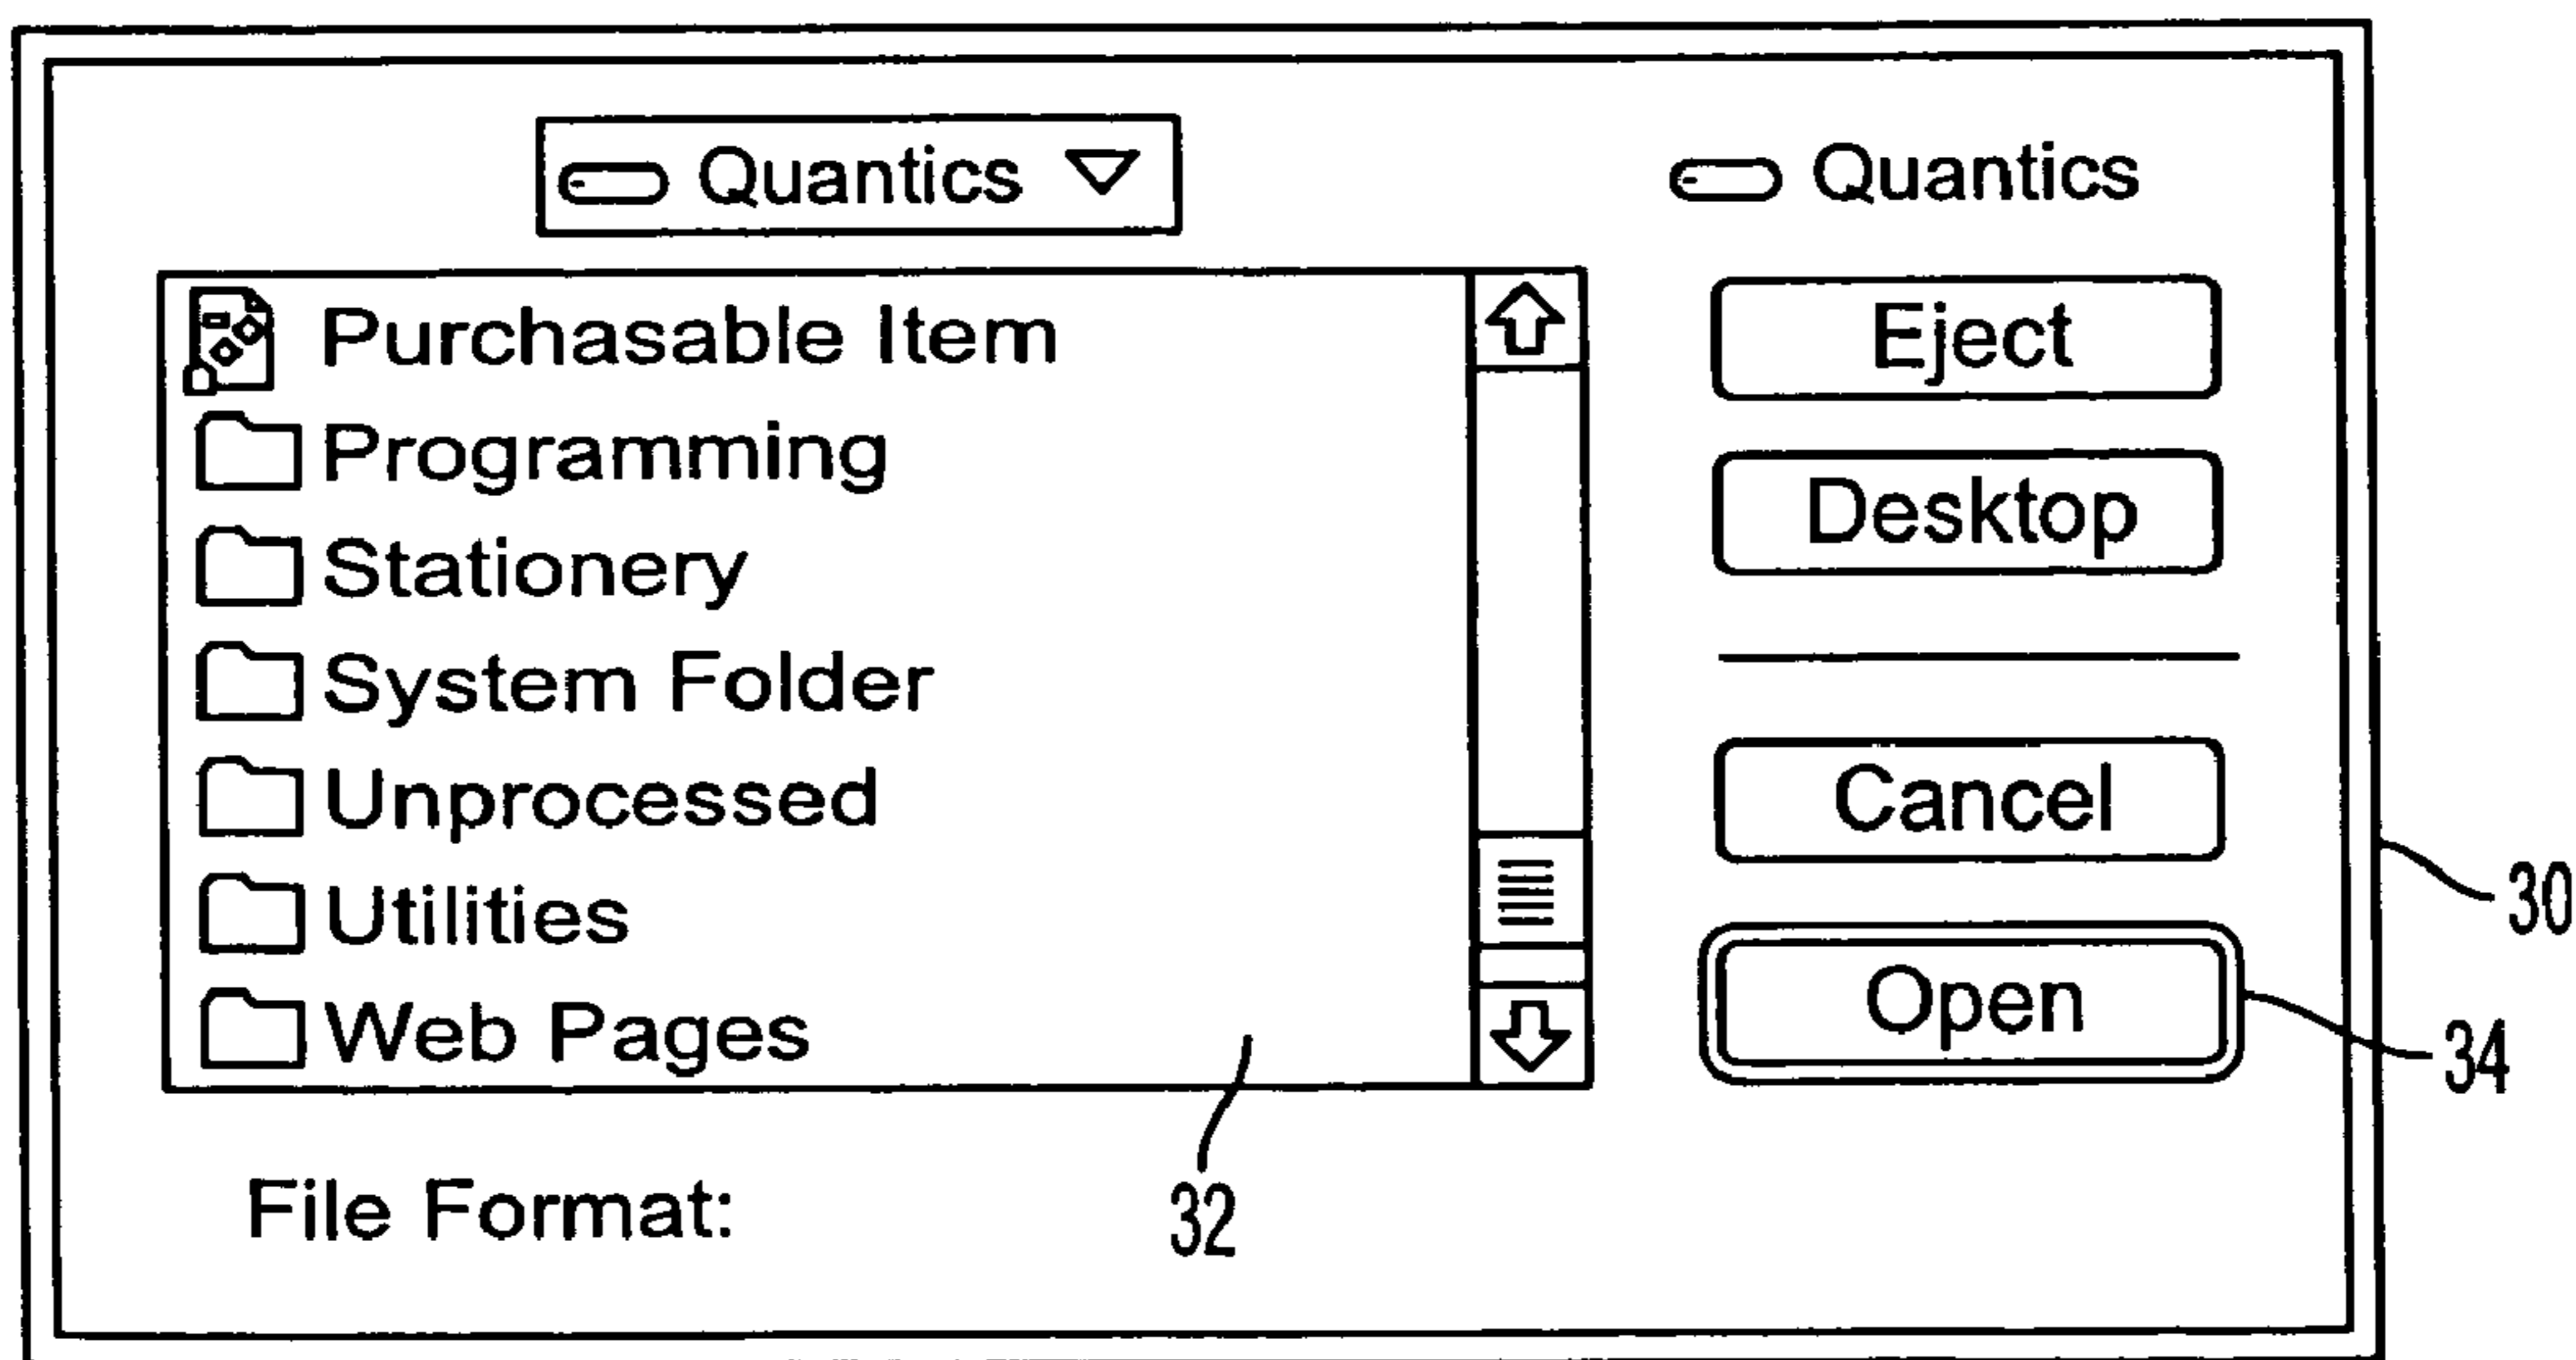 Quantics
Quantics
Purchasable Item
Programming
Stationery
System Folder
Unprocessed
Utilities
Web Pages
Eject
Desktop
Cancel
Open
30
34
32
File Format: